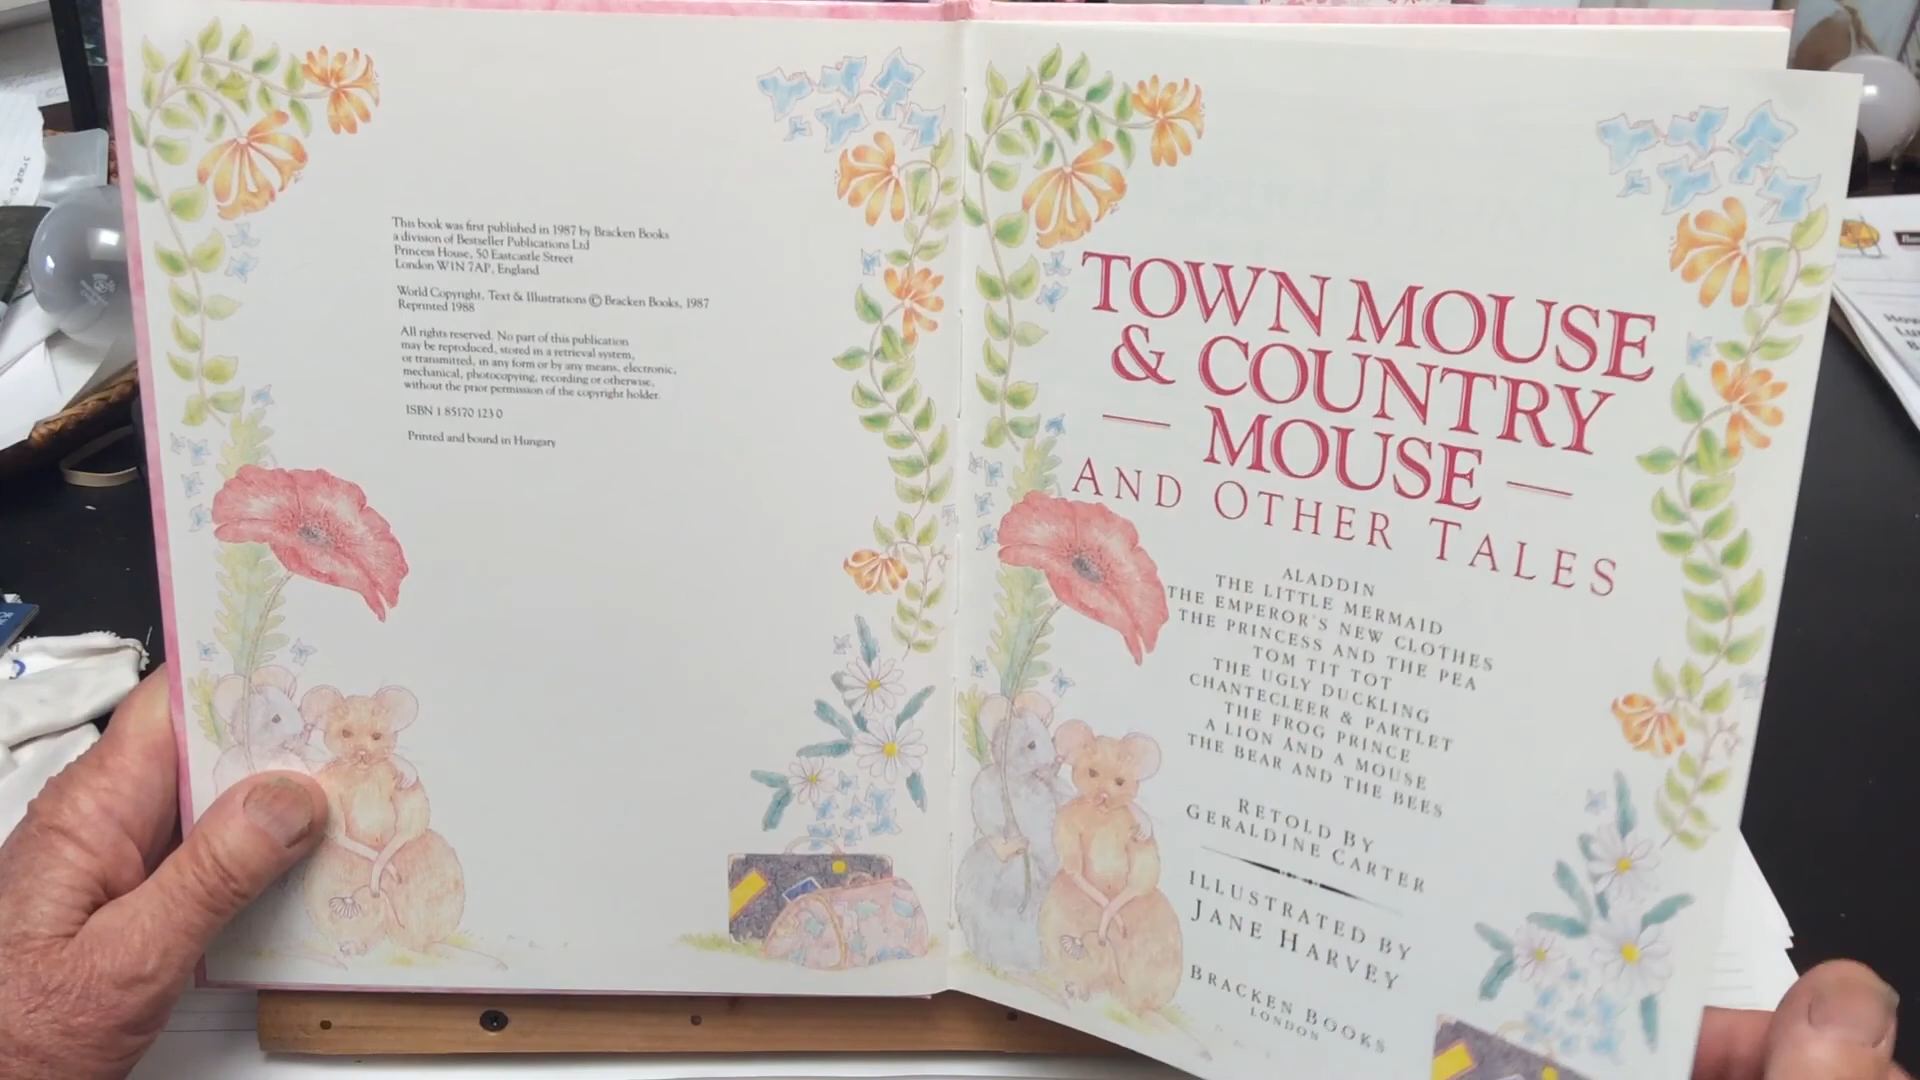 This book was first published in 1987 by Bracken Books
a division of Bestseller Publications Ltd
Princess House, 50 Eastcastle Street
London W1N 7AP, England
World Copyright, Text & Illustrations © Bracken Books, 1987
Reprinted 1988
All rights reserved. No part of this publication
may be reproduced, stored in a retrieval system,
or transmitted, in any form or by any means, electronic,
mechanical, photocopying, recording or otherwise,
without the prior permission of the copyright holder.
ISBN 1 85170 123 0
Printed and bound in Hungary
TOWN MOUSE
& COUNTRY
— MOUSE —
AND OTHER TALES
ALADDIN
THE LITTLE MERMAID
THE EMPEROR'S NEW CLOTHES
THE PRINCESS AND THE PEA
TOM TIT TOT
THE UGLY DUCKLING
CHANTECLEER & PARTLET
THE FROG PRINCE
A LION AND A MOUSE
THE BEAR AND THE BEES
RETOLD BY
GERALDINE CARTER
ILLUSTRATED BY
JANE HARVEY
BRACKEN BOOKS
LONDON